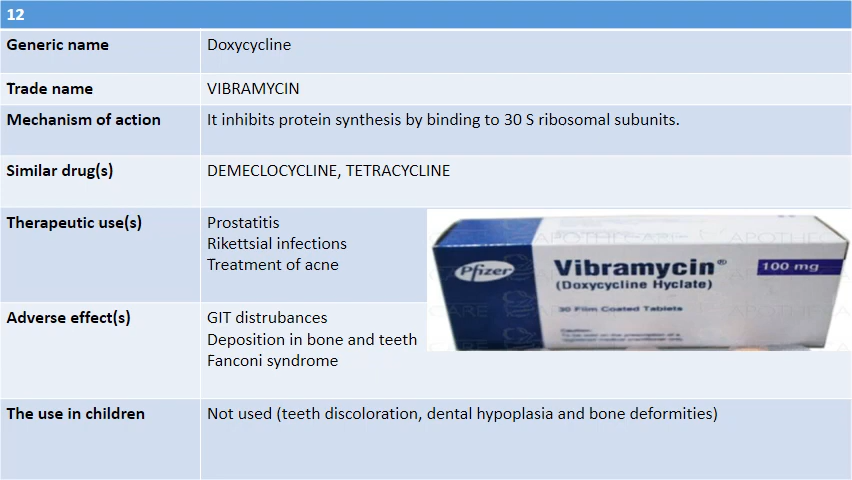 12
Generic name
Doxycycline
Trade name
VIBRAMYCIN
Mechanism of action
It inhibits protein synthesis by binding to 30 S ribosomal subunits.
Similar drug(s)
DEMECLOCYCLINE, TETRACYCLINE
Therapeutic use(s)
Prostatitis
Rikettsial infections
Treatment of acne
Pfizer
Vibramycin®
(Doxycycline Hyclate)
100 mg
30 Film Coated Tablets
Caution:
Adverse effect(s)
GIT distrubances
Deposition in bone and teeth
Fanconi syndrome
The use in children
Not used (teeth discoloration, dental hypoplasia and bone deformities)